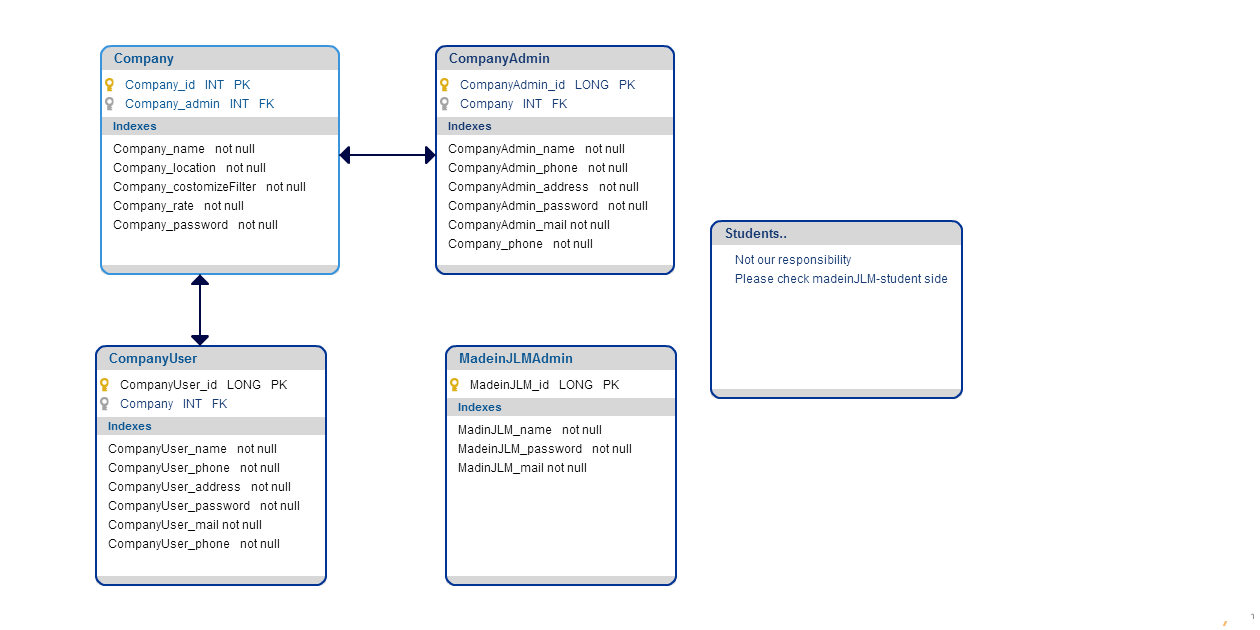 Company
Company_id INT PK
Company_admin INT FK
Indexes
Company_name not null
Company_location not null
Company_costomizeFilter not null
Company_rate not null
Company_password not null
CompanyAdmin
CompanyAdmin_id LONG PK
Company INT FK
Indexes
CompanyAdmin_name not null
CompanyAdmin_phone not null
CompanyAdmin_address not null
CompanyAdmin_password not null
CompanyAdmin_mail not null
Company_phone not null
Students..
Not our responsibility
Please check madeinJLM-student side
CompanyUser
CompanyUser_id LONG PK
Company INT FK
Indexes
CompanyUser_name not null
CompanyUser_phone not null
CompanyUser_address not null
CompanyUser_password not null
CompanyUser_mail not null
CompanyUser_phone not null
MadeinJLMAdmin
MadeinJLM_id LONG PK
Indexes
MadinJLM_name not null
MadeinJLM_password not null
MadinJLM_mail not null